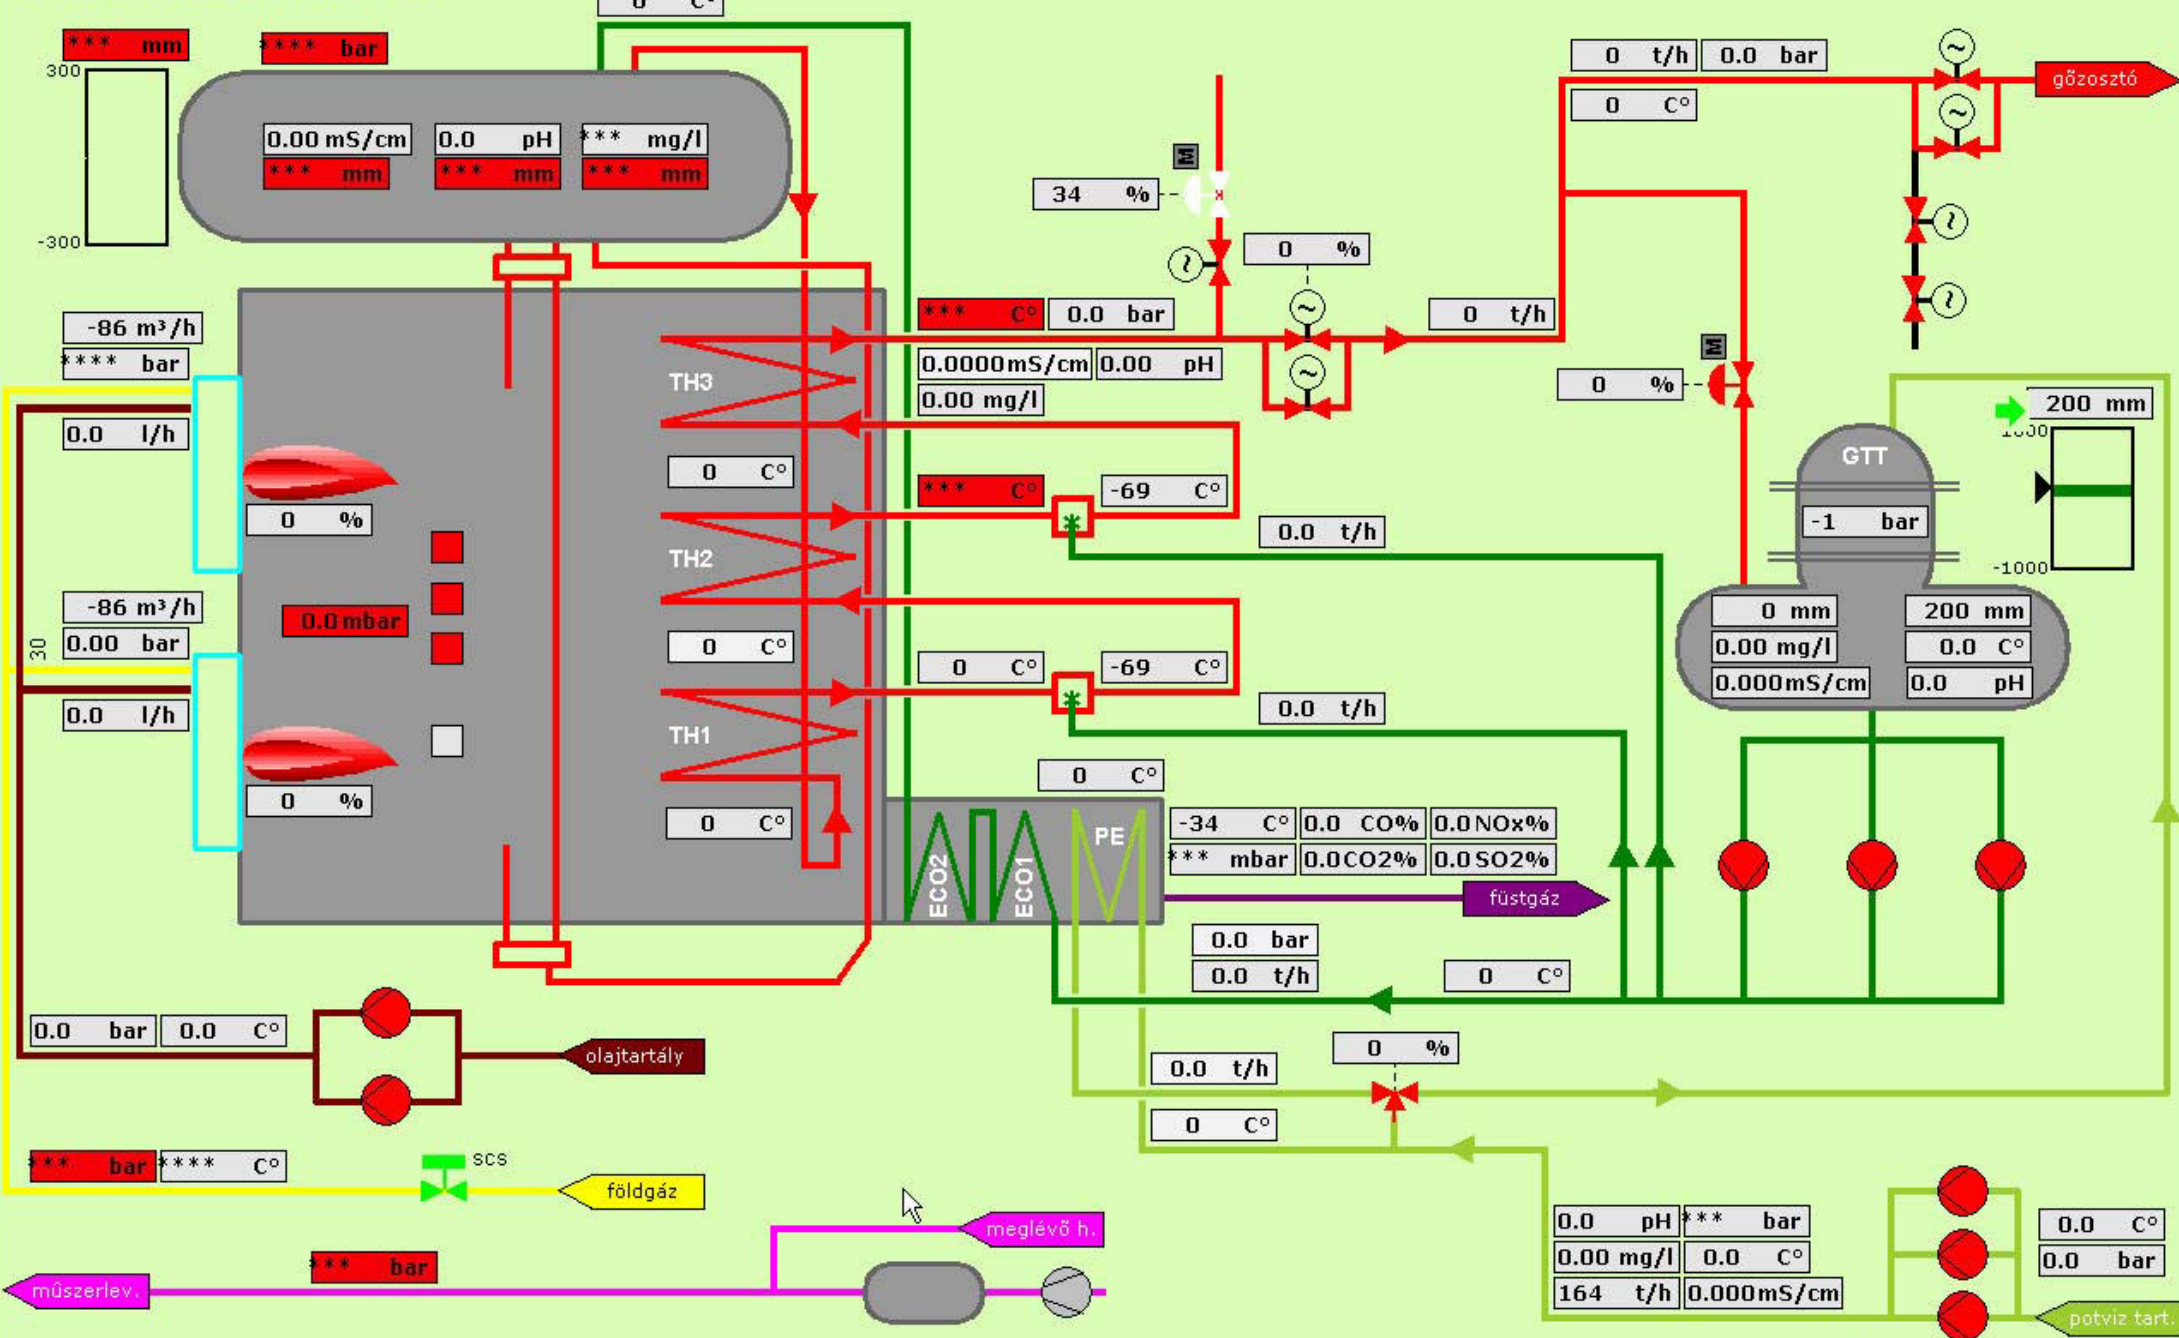 0 C°
*** mm
**** bar
300
-300
0.00 mS/cm
0.0 pH
*** mg/l
*** mm
*** mm
*** mm
0 t/h
0.0 bar
0 C°
gőzosztó
M
34 %
0 %
-86 m³/h
**** bar
0.0 l/h
0 %
*** C°
0.0 bar
0 t/h
0.0000mS/cm
0.00 pH
0.00 mg/l
TH3
0 C°
M
0 %
200 mm
1000
-1000
GTT
-1 bar
*** C°
-69 C°
0.0 t/h
TH2
0 C°
-86 m³/h
0.00 bar
30
0.0 l/h
0 %
0.0mbar
0 C°
-69 C°
0.0 t/h
TH1
0 C°
0 mm
200 mm
0.00 mg/l
0.0 C°
0.000mS/cm
0.0 pH
0 C°
ECO2
ECO1
PE
-34 C°
0.0 CO%
0.0 NOx%
*** mbar
0.0CO2%
0.0 SO2%
füstgáz
0.0 bar
0.0 t/h
0 C°
0.0 bar
0.0 C°
olajtartály
0.0 t/h
0 %
0 C°
*** bar
**** C°
scs
földgáz
meglévő h.
*** bar
műszerlev.
0.0 pH
*** bar
0.00 mg/l
0.0 C°
164 t/h
0.000mS/cm
0.0 C°
0.0 bar
potviz tart.